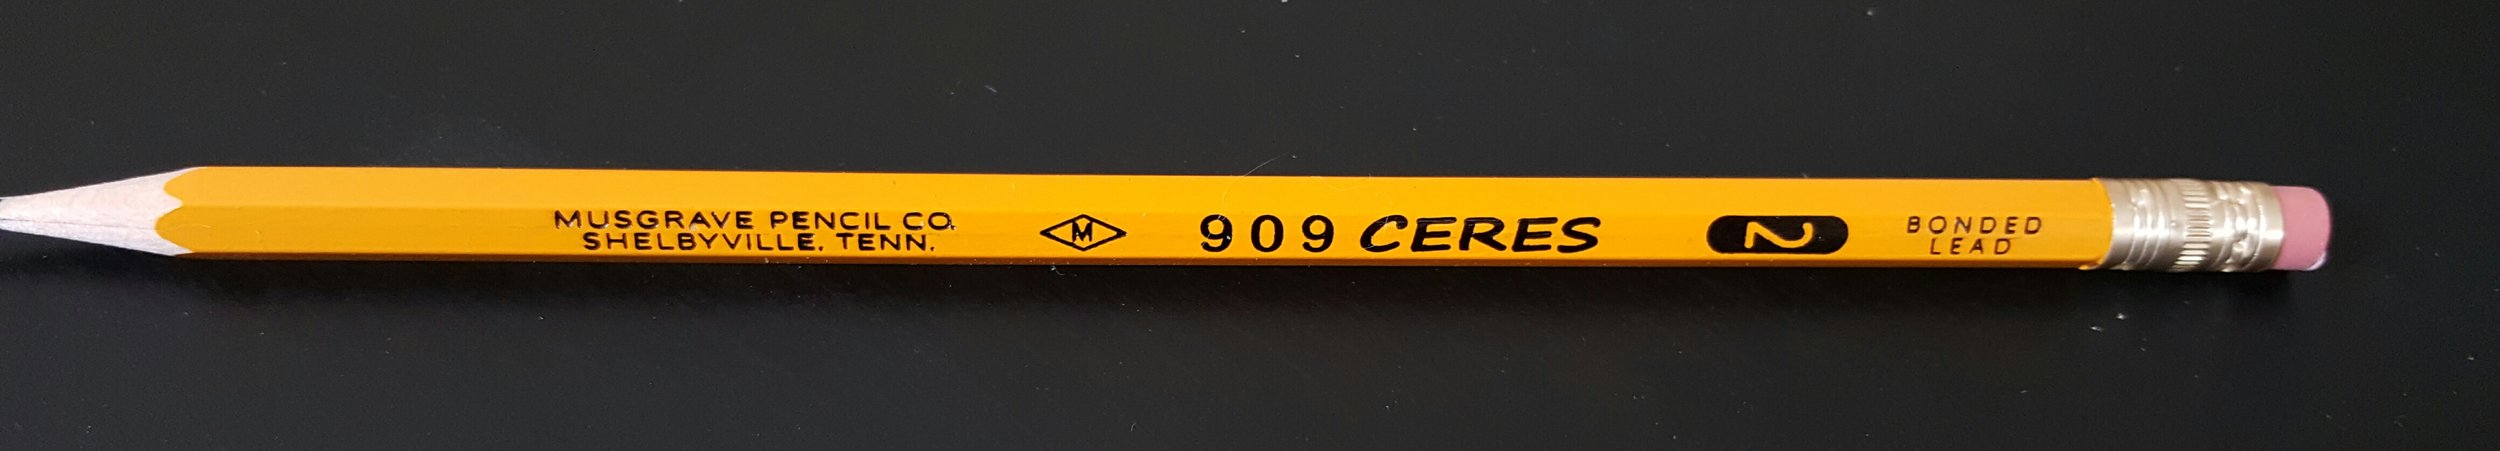 MUSGRAVE PENCIL CO.
SHELBYVILLE, TENN.
M
909 CERES
2
BONDED
LEAD